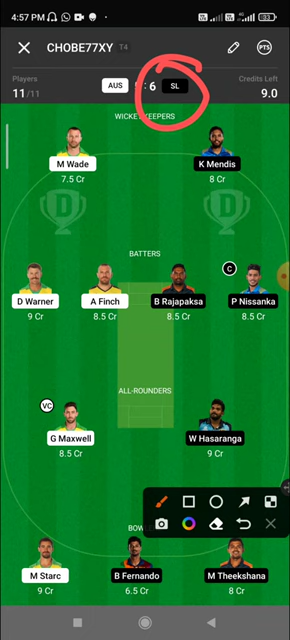 4:57 PM
53
CHOBE77XY T4
PTS
Players
11/11
AUS : 6 SL
Credits Left
9.0
M Wade
7.5 Cr
K Mendis
8 Cr
BATTERS
C
D Warner
9 Cr
A Finch
8.5 Cr
B Rajapaksa
8.5 Cr
P Nissanka
8.5 Cr
ALL-ROUNDERS
VC
G Maxwell
8.5 Cr
W Hasaranga
9 Cr
M Starc
9 Cr
B Fernando
6.5 Cr
M Theekshana
8 Cr